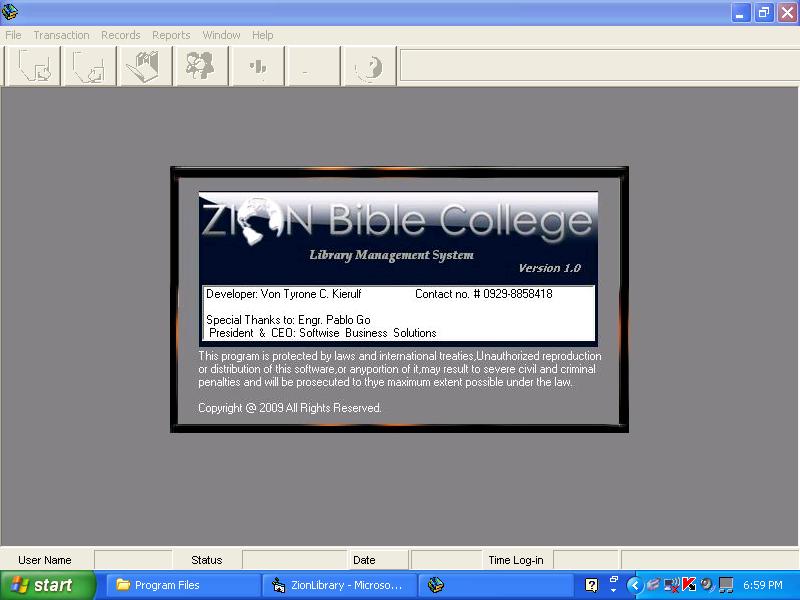 File Transaction Records Reports Window Help
ZION Bible College
Library Management System
Version 1.0
Developer: Von Tyrone C. Kierulf Contact no. # 0929-8858418
Special Thanks to: Engr. Pablo Go
President & CEO: Softwise Business Solutions
This program is protected by laws and international treaties,Unauthorized reproduction
or distribution of this software,or anyportion of it,may result to severe civil and criminal
penalties and will be prosecuted to thye maximum extent possible under the law.
Copyright @ 2009 All Rights Reserved.
User Name Status Date Time Log-in
start Program Files ZionLibrary - Microso... 6:59 PM